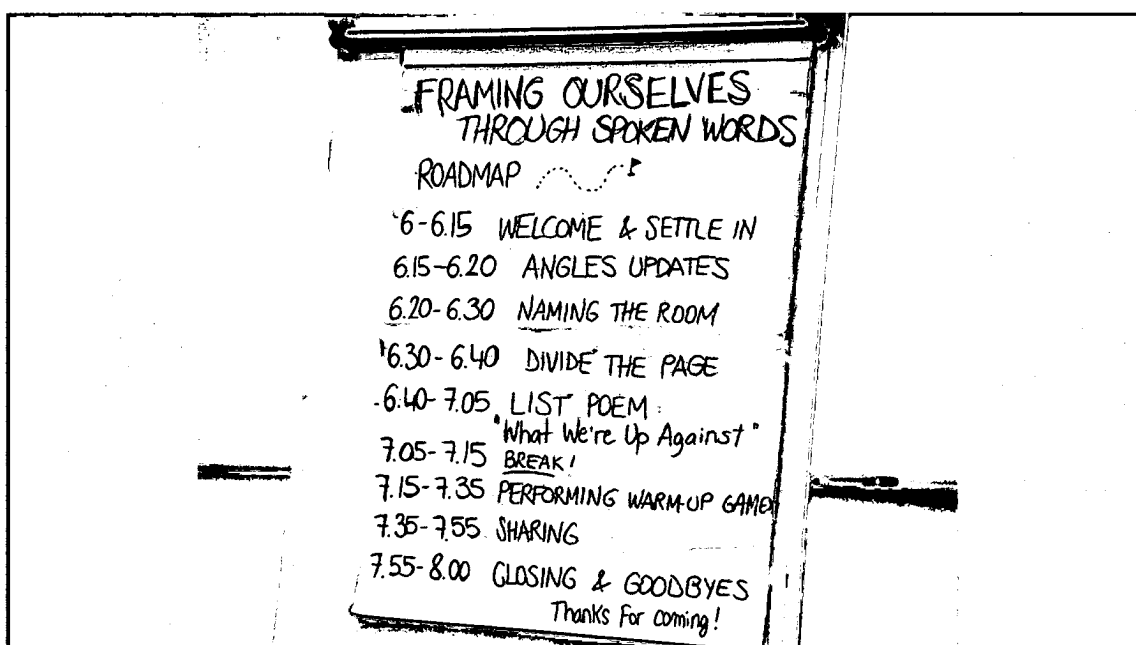 FRAMING OURSELVES
THROUGH SPOKEN WORDS
ROADMAP
6-6.15 WELCOME & SETTLE IN
6.15-6.20 ANGLES UPDATES
6.20-6.30 NAMING THE ROOM
6.30-6.40 DIVIDE THE PAGE
6.40-7.05 LIST POEM:
"What We're Up Against"
7.05-7.15 BREAK!
7.15-7.35 PERFORMING WARM-UP GAMES
7.35-7.55 SHARING
7.55-8.00 CLOSING & GOODBYES
Thanks For coming!